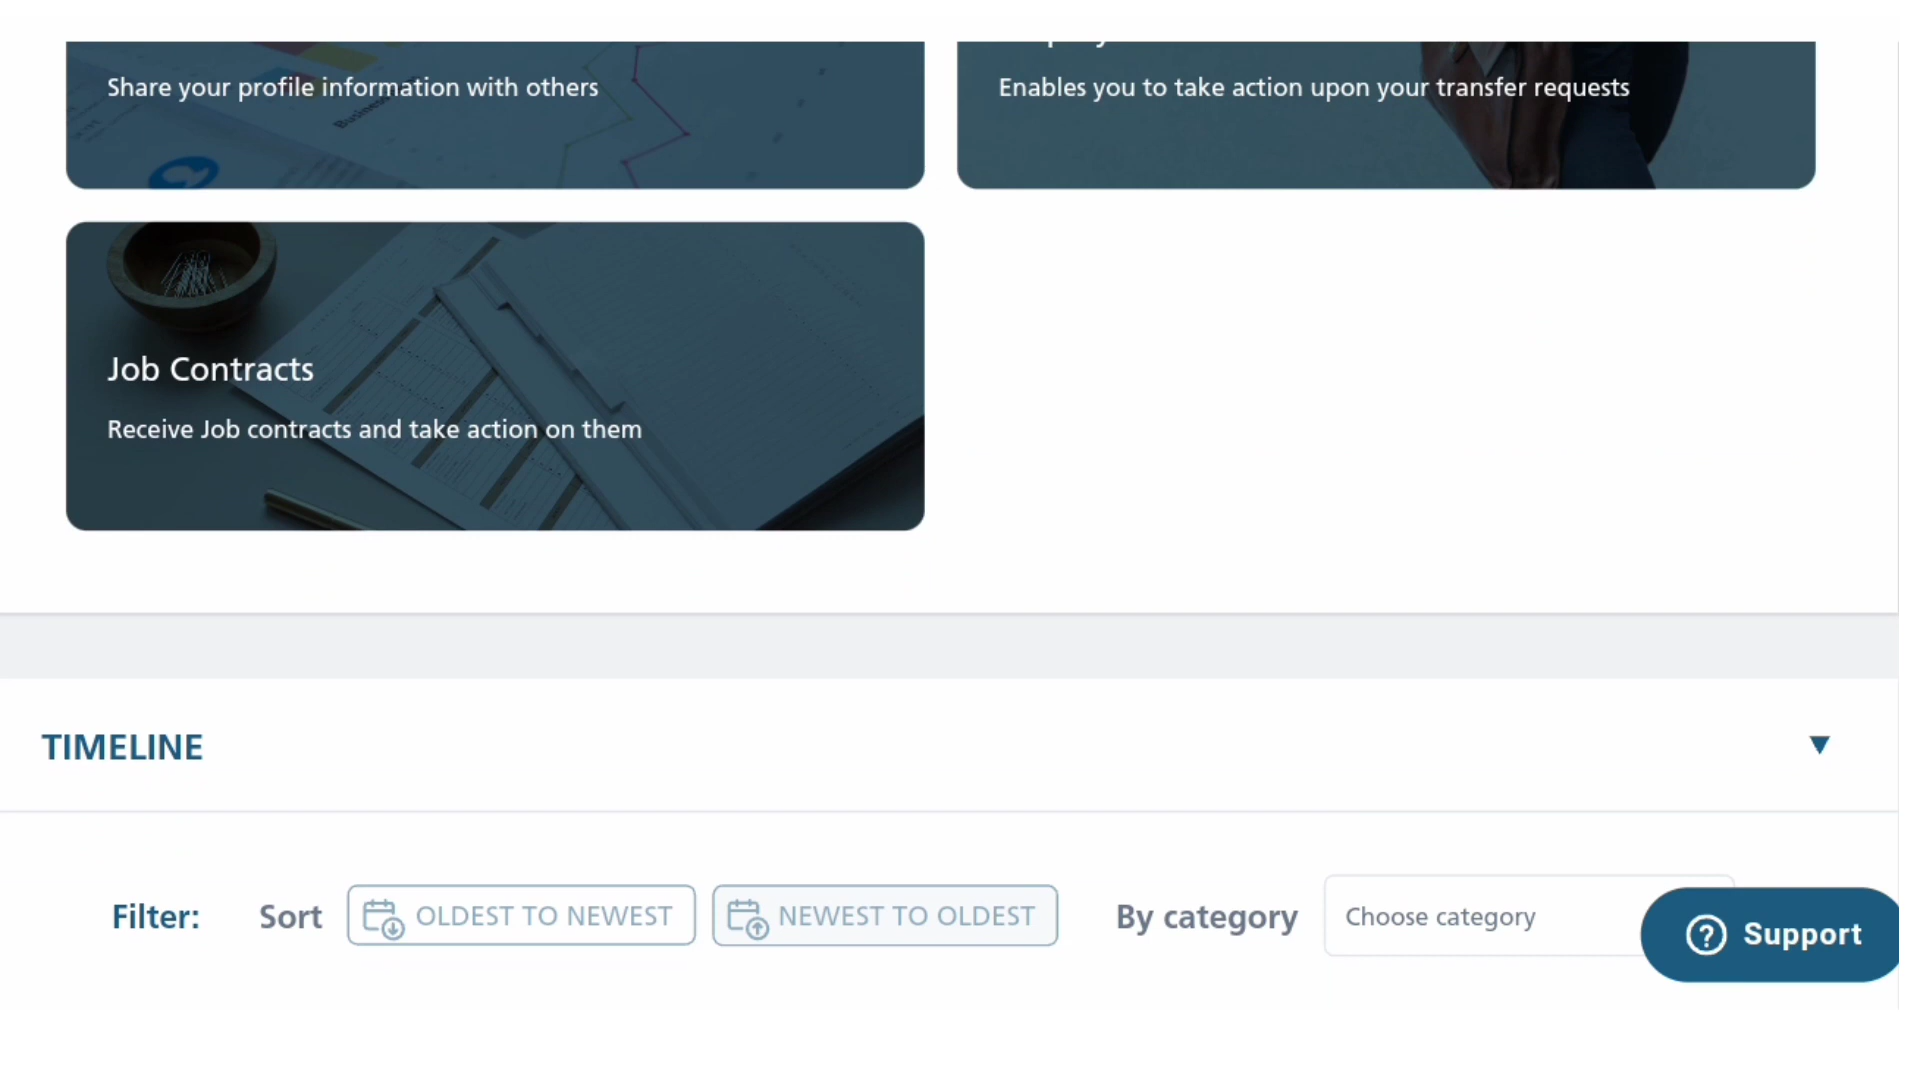 Share your profile information with others
Enables you to take action upon your transfer requests
Business
Job Contracts
Receive Job contracts and take action on them
TIMELINE
Filter:
Sort
OLDEST TO NEWEST
NEWEST TO OLDEST
By category
Choose category
Support